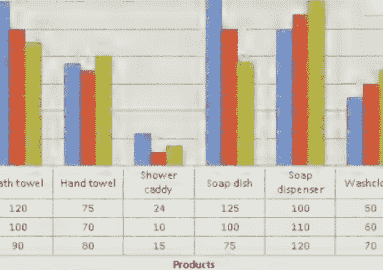 ath towel Hand towel Shower caddy Soap dish Soap dispenser Washclo
120 75 24 125 100 50
100 70 10 100 110 60
90 80 15 75 120 70
Products